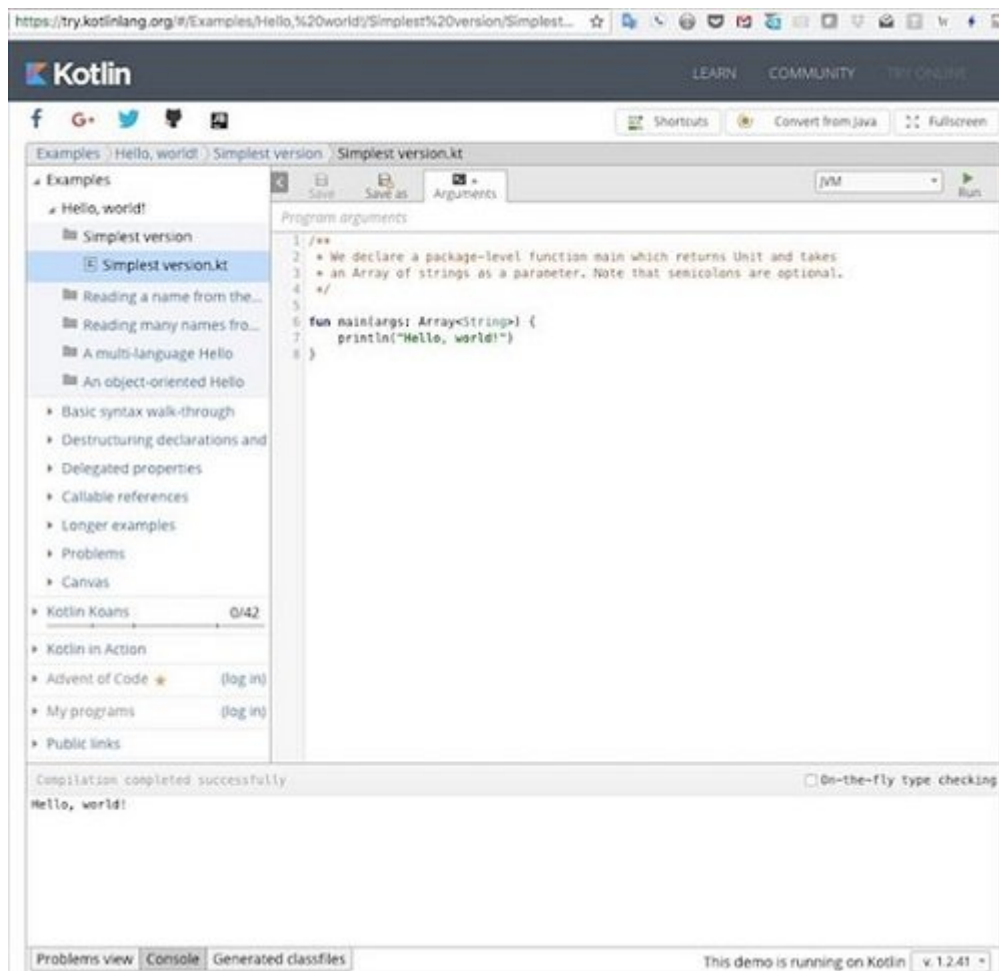 https://try.kotlinlang.org/#/Examples/Hello,%20world!/Simplest%20version/Simplest...
Kotlin
LEARN COMMUNITY TRY ONLINE
Shortcuts Convert from Java Fullscreen
Examples Hello, world! Simplest version Simplest version.kt
Examples
Hello, world!
Simplest version
Simplest version.kt
Reading a name from the...
Reading many names fro...
A multi-language Hello
An object-oriented Hello
Basic syntax walk-through
Destructuring declarations and
Delegated properties
Callable references
Longer examples
Problems
Canvas
Kotlin Koans 0/42
Kotlin in Action
Advent of Code (log in)
My programs (log in)
Public links
Save Save as Arguments JVM Run
Program arguments
1 /**
2 * We declare a package-level function main which returns Unit and takes
3 * an Array of strings as a parameter. Note that semicolons are optional.
4 */
5
6 fun main(args: Array<String>) {
7 println("Hello, world!")
8 }
Compilation completed successfully On-the-fly type checking
Hello, world!
Problems view Console Generated classfiles This demo is running on Kotlin v. 1.2.41